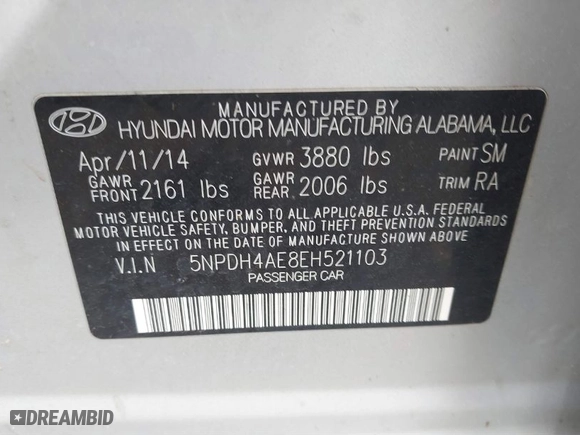 MANUFACTURED BY
HYUNDAI MOTOR MANUFACTURING ALABAMA, LLC
Apr/11/14 GVWR 3880 lbs PAINT SM
GAWR FRONT 2161 lbs GAWR REAR 2006 lbs TRIM RA
THIS VEHICLE CONFORMS TO ALL APPLICABLE U.S.A. FEDERAL
MOTOR VEHICLE SAFETY, BUMPER, AND THEFT PREVENTION STANDARDS
IN EFFECT ON THE DATE OF MANUFACTURE SHOWN ABOVE.
V.I.N 5NPDH4AE8EH521103
PASSENGER CAR
DREAMBID